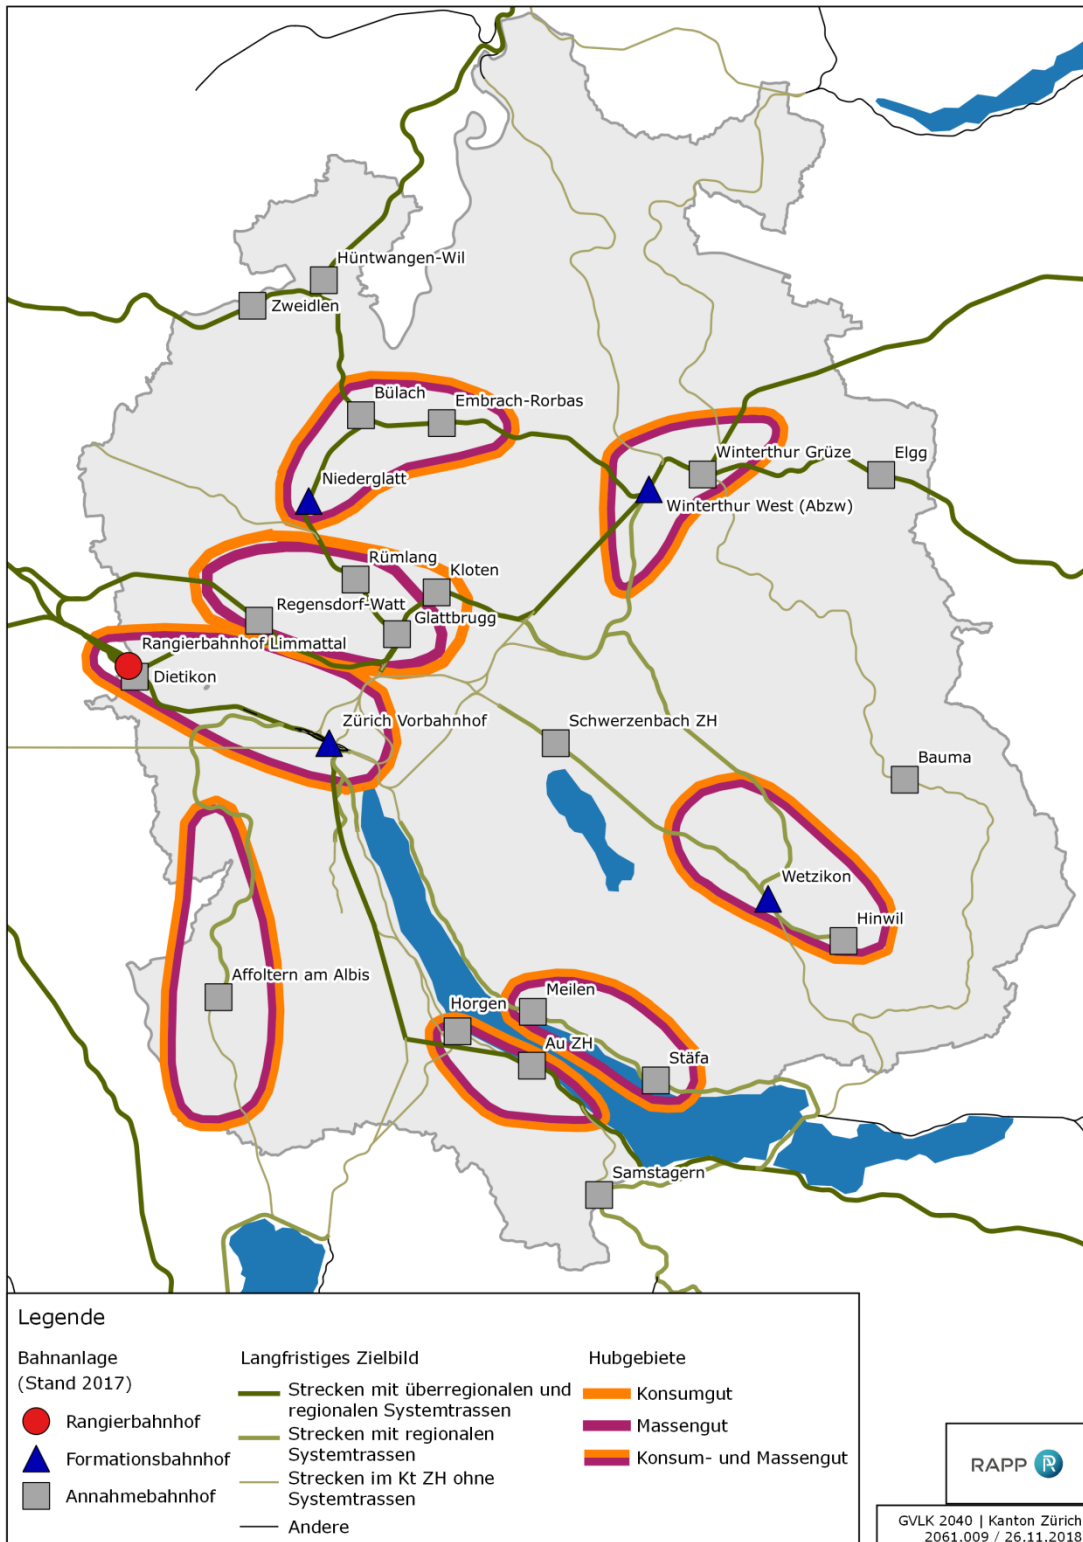 Hüntwangen-Wil
Zweidlen
Bülach
Embrach-Rorbas
Niederglatt
Winterthur Grüze
Elgg
Winterthur West (Abzw)
Rümlang
Kloten
Regensdorf-Watt
Glattbrugg
Rangierbahnhof Limmattal
Dietikon
Zürich Vorbahnhof
Schwerzenbach ZH
Bauma
Wetzikon
Hinwil
Affoltern am Albis
Meilen
Horgen
Au ZH
Stäfa
Samstagern
Legende
Bahnanlage
(Stand 2017)
Rangierbahnhof
Formationsbahnhof
Annahmebahnhof
Langfristiges Zielbild
Strecken mit überregionalen und
regionalen Systemtrassen
Strecken mit regionalen
Systemtrassen
Strecken im Kt ZH ohne
Systemtrassen
Andere
Hubgebiete
Konsumgut
Massengut
Konsum- und Massengut
RAPP
GVLK 2040 | Kanton Zürich
2061.009 / 26.11.2018